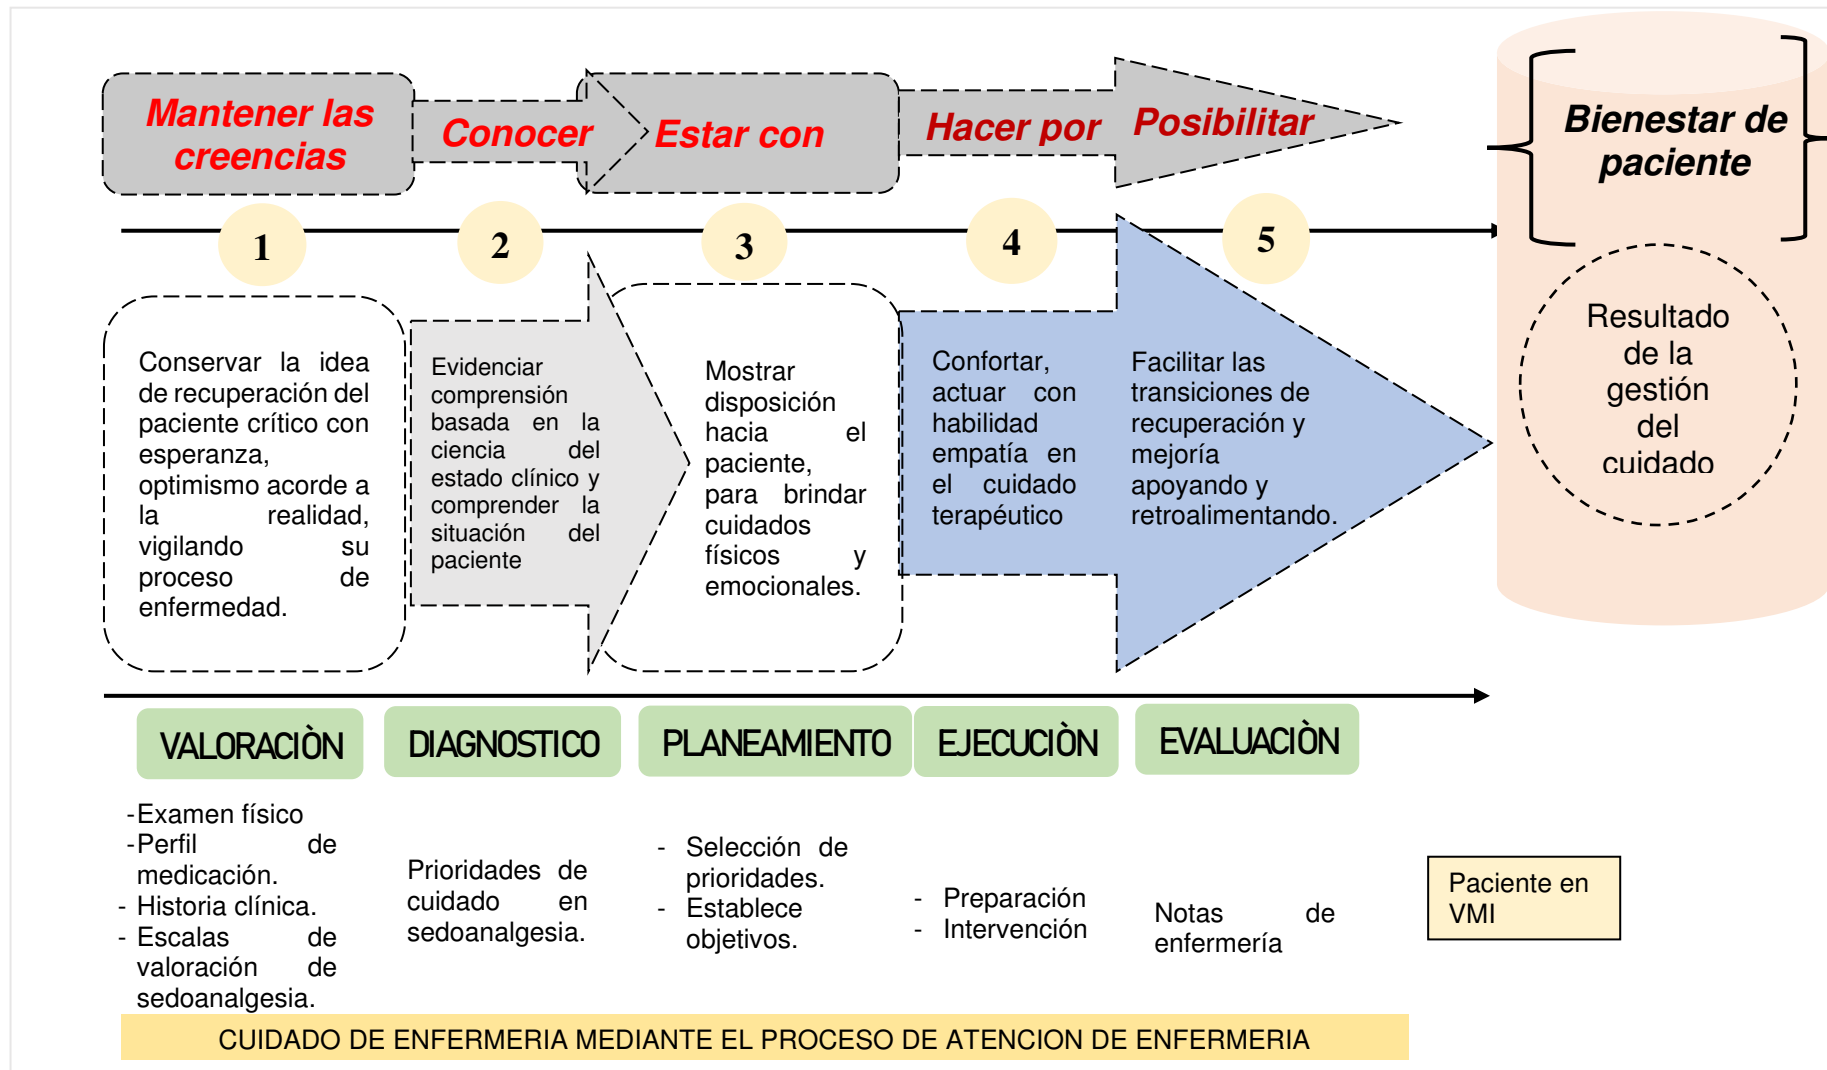 Mantener las
creencias
Conocer
Estar con
Hacer por
Posibilitar
Bienestar de
paciente
1
2
3
4
5
Conservar la idea
de recuperación del
paciente crítico con
esperanza,
optimismo acorde a
la realidad,
vigilando su
proceso de
enfermedad.
Evidenciar
comprensión
basada en la
ciencia del
estado clínico y
comprender la
situación del
paciente
Mostrar
disposición
hacia el
paciente,
para brindar
cuidados
físicos y
emocionales.
Confortar,
actuar con
habilidad
empatía en
el cuidado
terapéutico
Facilitar las
transiciones de
recuperación y
mejoría
apoyando y
retroalimentando.
Resultado
de la
gestión
del
cuidado
VALORACIÒN
DIAGNOSTICO
PLANEAMIENTO
EJECUCIÒN
EVALUACIÒN
-Examen físico
-Perfil de
medicación.
- Historia clínica.
- Escalas de
valoración de
sedoanalgesia.
Prioridades de
cuidado en
sedoanalgesia.
- Selección de
prioridades.
- Establece
objetivos.
- Preparación
- Intervención
Notas de
enfermería
Paciente en
VMI
CUIDADO DE ENFERMERIA MEDIANTE EL PROCESO DE ATENCION DE ENFERMERIA